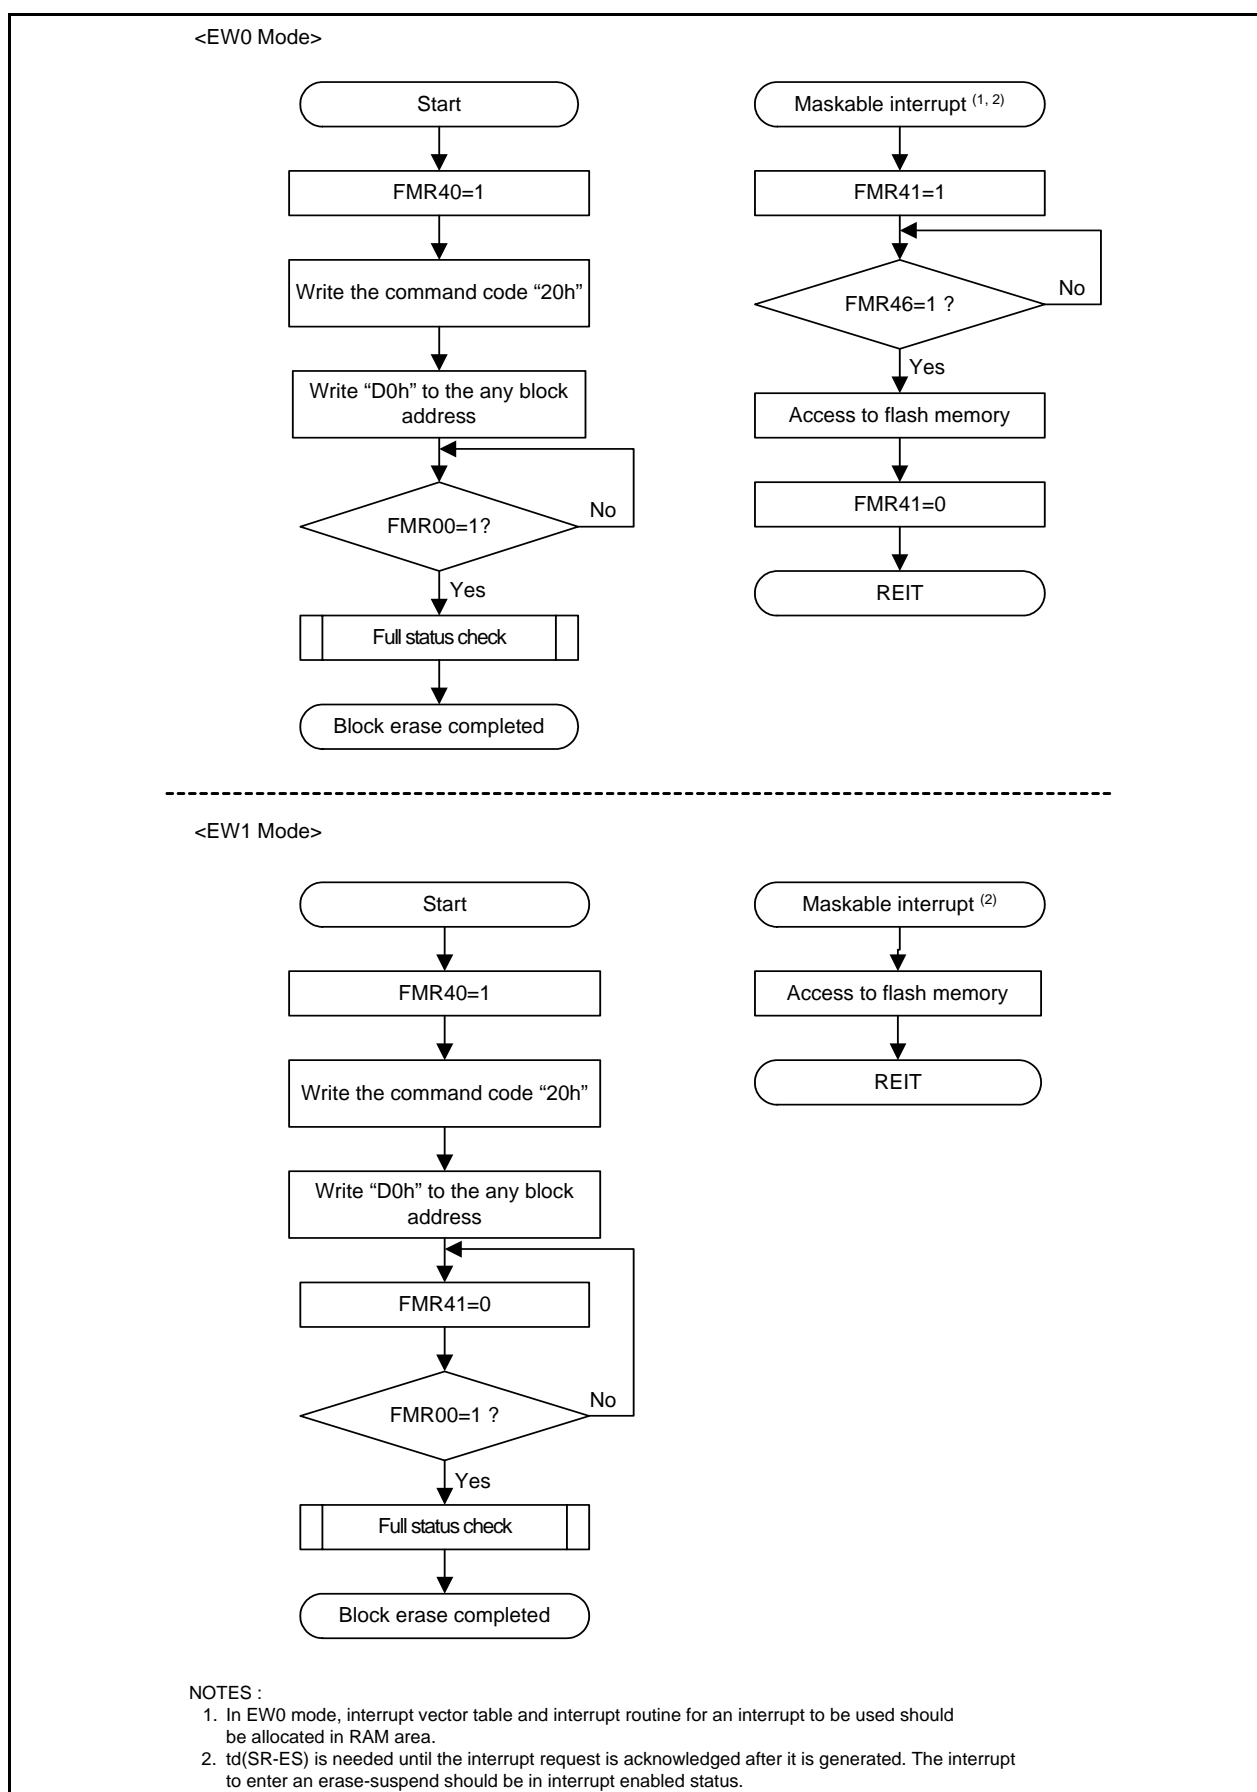 <EW0 Mode>
Start
FMR40=1
Write the command code “20h”
Write “D0h” to the any block
address
FMR00=1?
No
Yes
Full status check
Block erase completed
Maskable interrupt (1, 2)
FMR41=1
FMR46=1 ?
No
Yes
Access to flash memory
FMR41=0
REIT
<EW1 Mode>
Start
FMR40=1
Write the command code “20h”
Write “D0h” to the any block
address
FMR41=0
FMR00=1 ?
No
Yes
Full status check
Block erase completed
Maskable interrupt (2)
Access to flash memory
REIT
NOTES :
1. In EW0 mode, interrupt vector table and interrupt routine for an interrupt to be used should
be allocated in RAM area.
2. td(SR-ES) is needed until the interrupt request is acknowledged after it is generated. The interrupt
to enter an erase-suspend should be in interrupt enabled status.